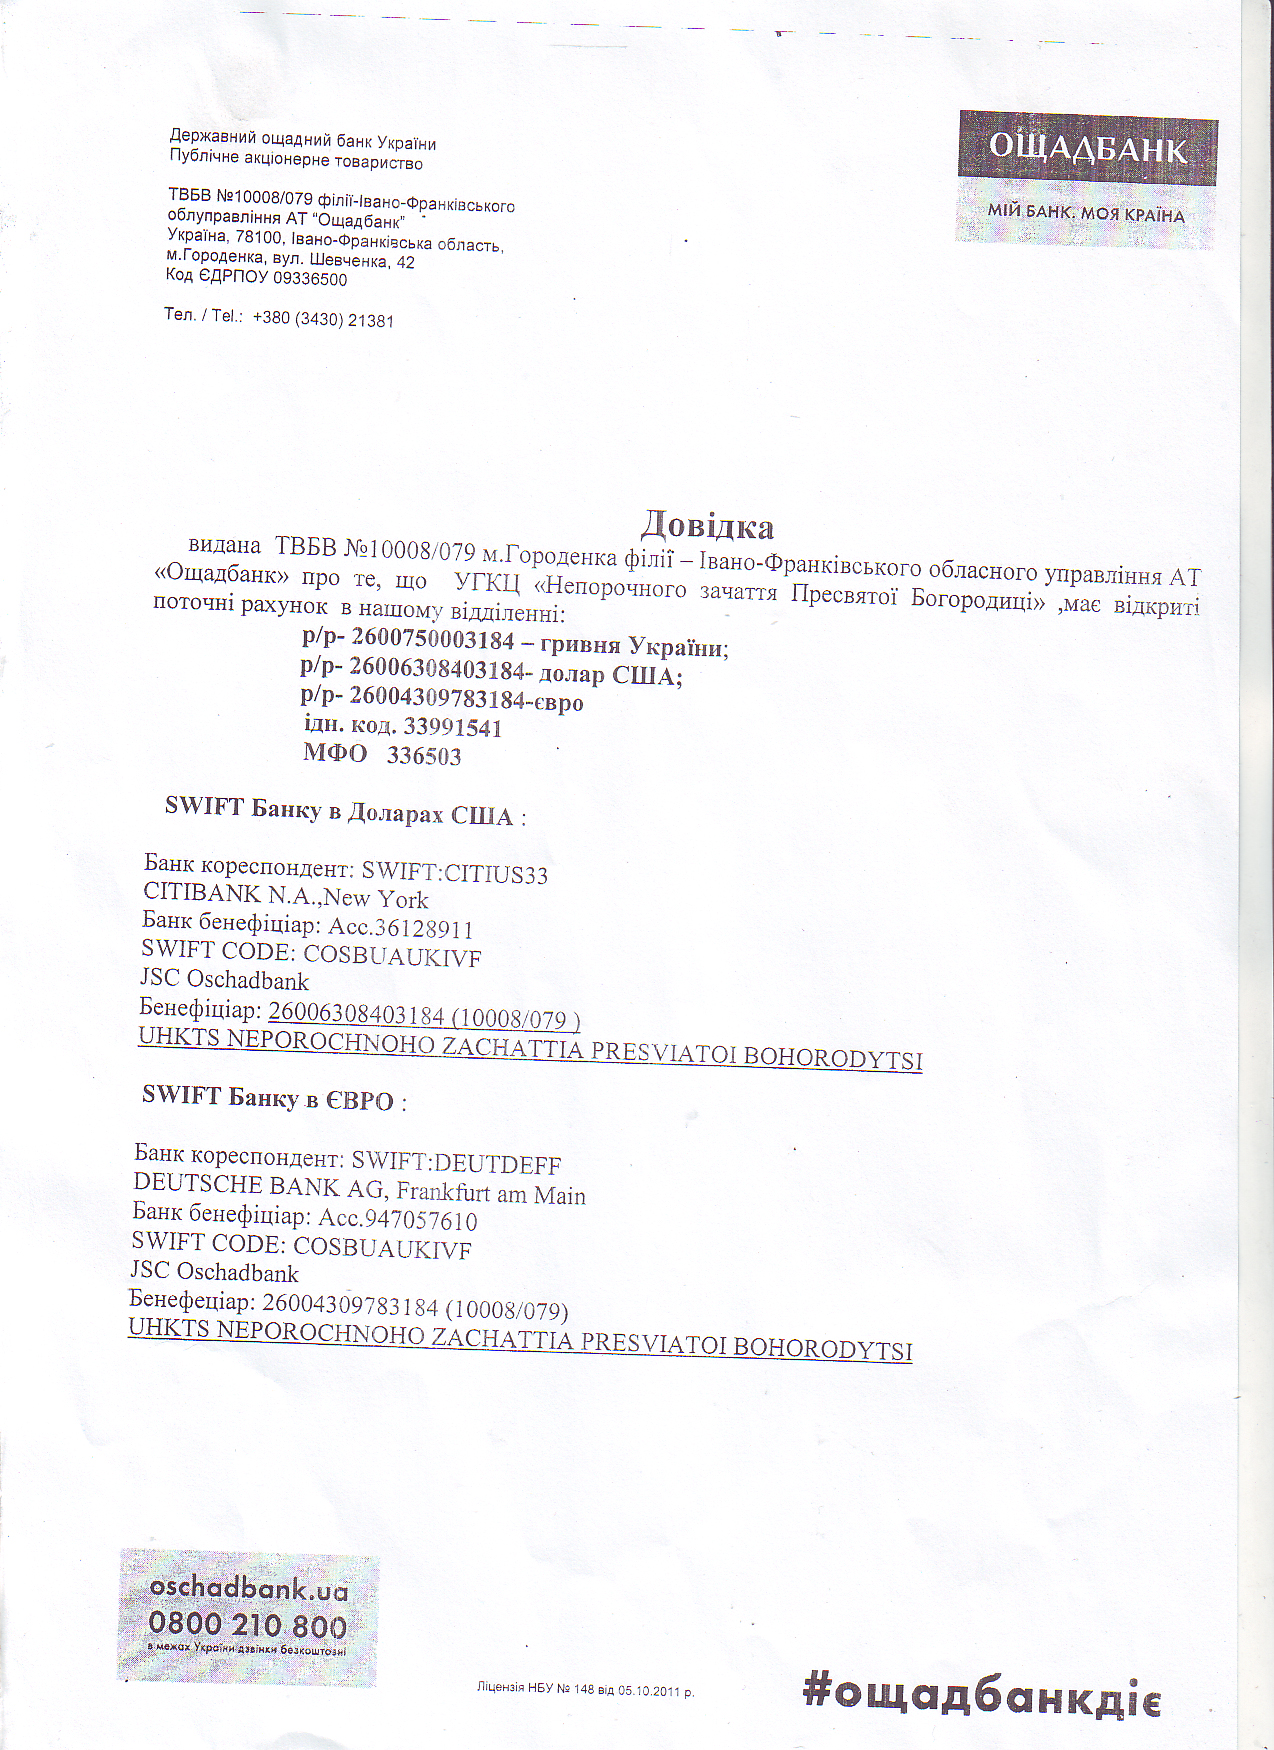 Державний ощадний банк України
Публічне акціонерне товариство
ОЩАДБАНК
МІЙ БАНК. МОЯ КРАЇНА
ТВБВ №10008/079 філії-Івано-Франківського
облуправління АТ "Ощадбанк"
Україна, 78100, Івано-Франківська область,
м.Городенка, вул. Шевченка, 42
Код ЄДРПОУ 09336500
Тел. / Tel.: +380 (3430) 21381
Довідка
видана ТВБВ №10008/079 м.Городенка філії – Івано-Франківського обласного управління АТ
«Ощадбанк» про те, що УГКЦ «Непорочного зачаття Пресвятої Богородиці» ,має відкриті
поточні рахунок в нашому відділенні:
р/р- 2600750003184 – гривня України;
р/р- 26006308403184- долар США;
р/р- 26004309783184-євро
ідн. код. 33991541
МФО 336503
SWIFT Банку в Доларах США :
Банк кореспондент: SWIFT:CITIUS33
CITIBANK N.A.,New York
Банк бенефіціар: Acc.36128911
SWIFT CODE: COSBUAUKIVF
JSC Oschadbank
Бенефіціар: 26006308403184 (10008/079 )
UHKTS NEPOROCHNOHO ZACHATTIA PRESVIATOI BOHORODYTSI
SWIFT Банку в ЄВРО :
Банк кореспондент: SWIFT:DEUTDEFF
DEUTSCHE BANK AG, Frankfurt am Main
Банк бенефіціар: Acc.947057610
SWIFT CODE: COSBUAUKIVF
JSC Oschadbank
Бенефеціар: 26004309783184 (10008/079)
UHKTS NEPOROCHNOHO ZACHATTIA PRESVIATOI BOHORODYTSI
oschadbank.ua
0800 210 800
в межах України дзвінки безкоштовні
Ліцензія НБУ № 148 від 05.10.2011 р.
#ощадбанкдіє